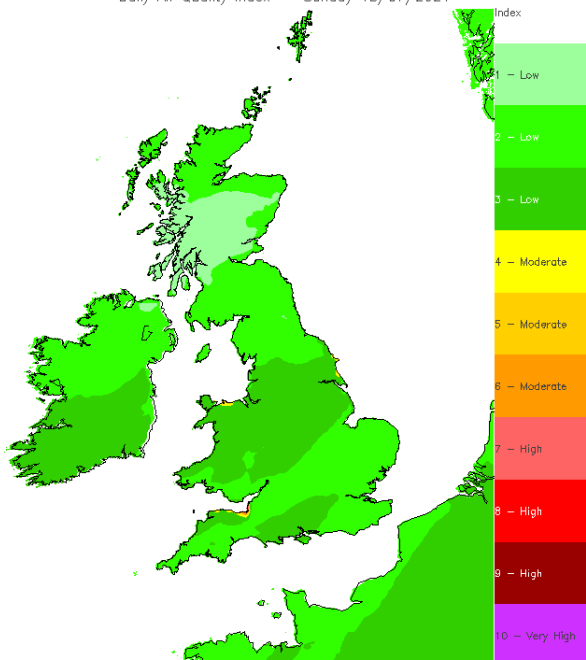 Index
1 – Low
2 – Low
3 – Low
4 – Moderate
5 – Moderate
6 – Moderate
7 – High
8 – High
9 – High
10 – Very High